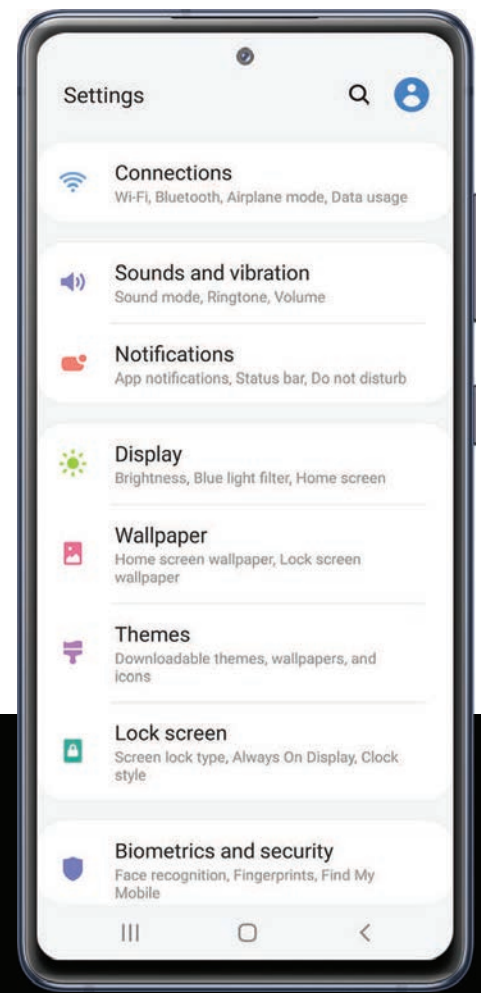 Settings
Connections
Wi-Fi, Bluetooth, Airplane mode, Data usage
Sounds and vibration
Sound mode, Ringtone, Volume
Notifications
App notifications, Status bar, Do not disturb
Display
Brightness, Blue light filter, Home screen
Wallpaper
Home screen wallpaper, Lock screen
wallpaper
Themes
Downloadable themes, wallpapers, and
icons
Lock screen
Screen lock type, Always On Display, Clock
style
Biometrics and security
Face recognition, Fingerprints, Find My
Mobile